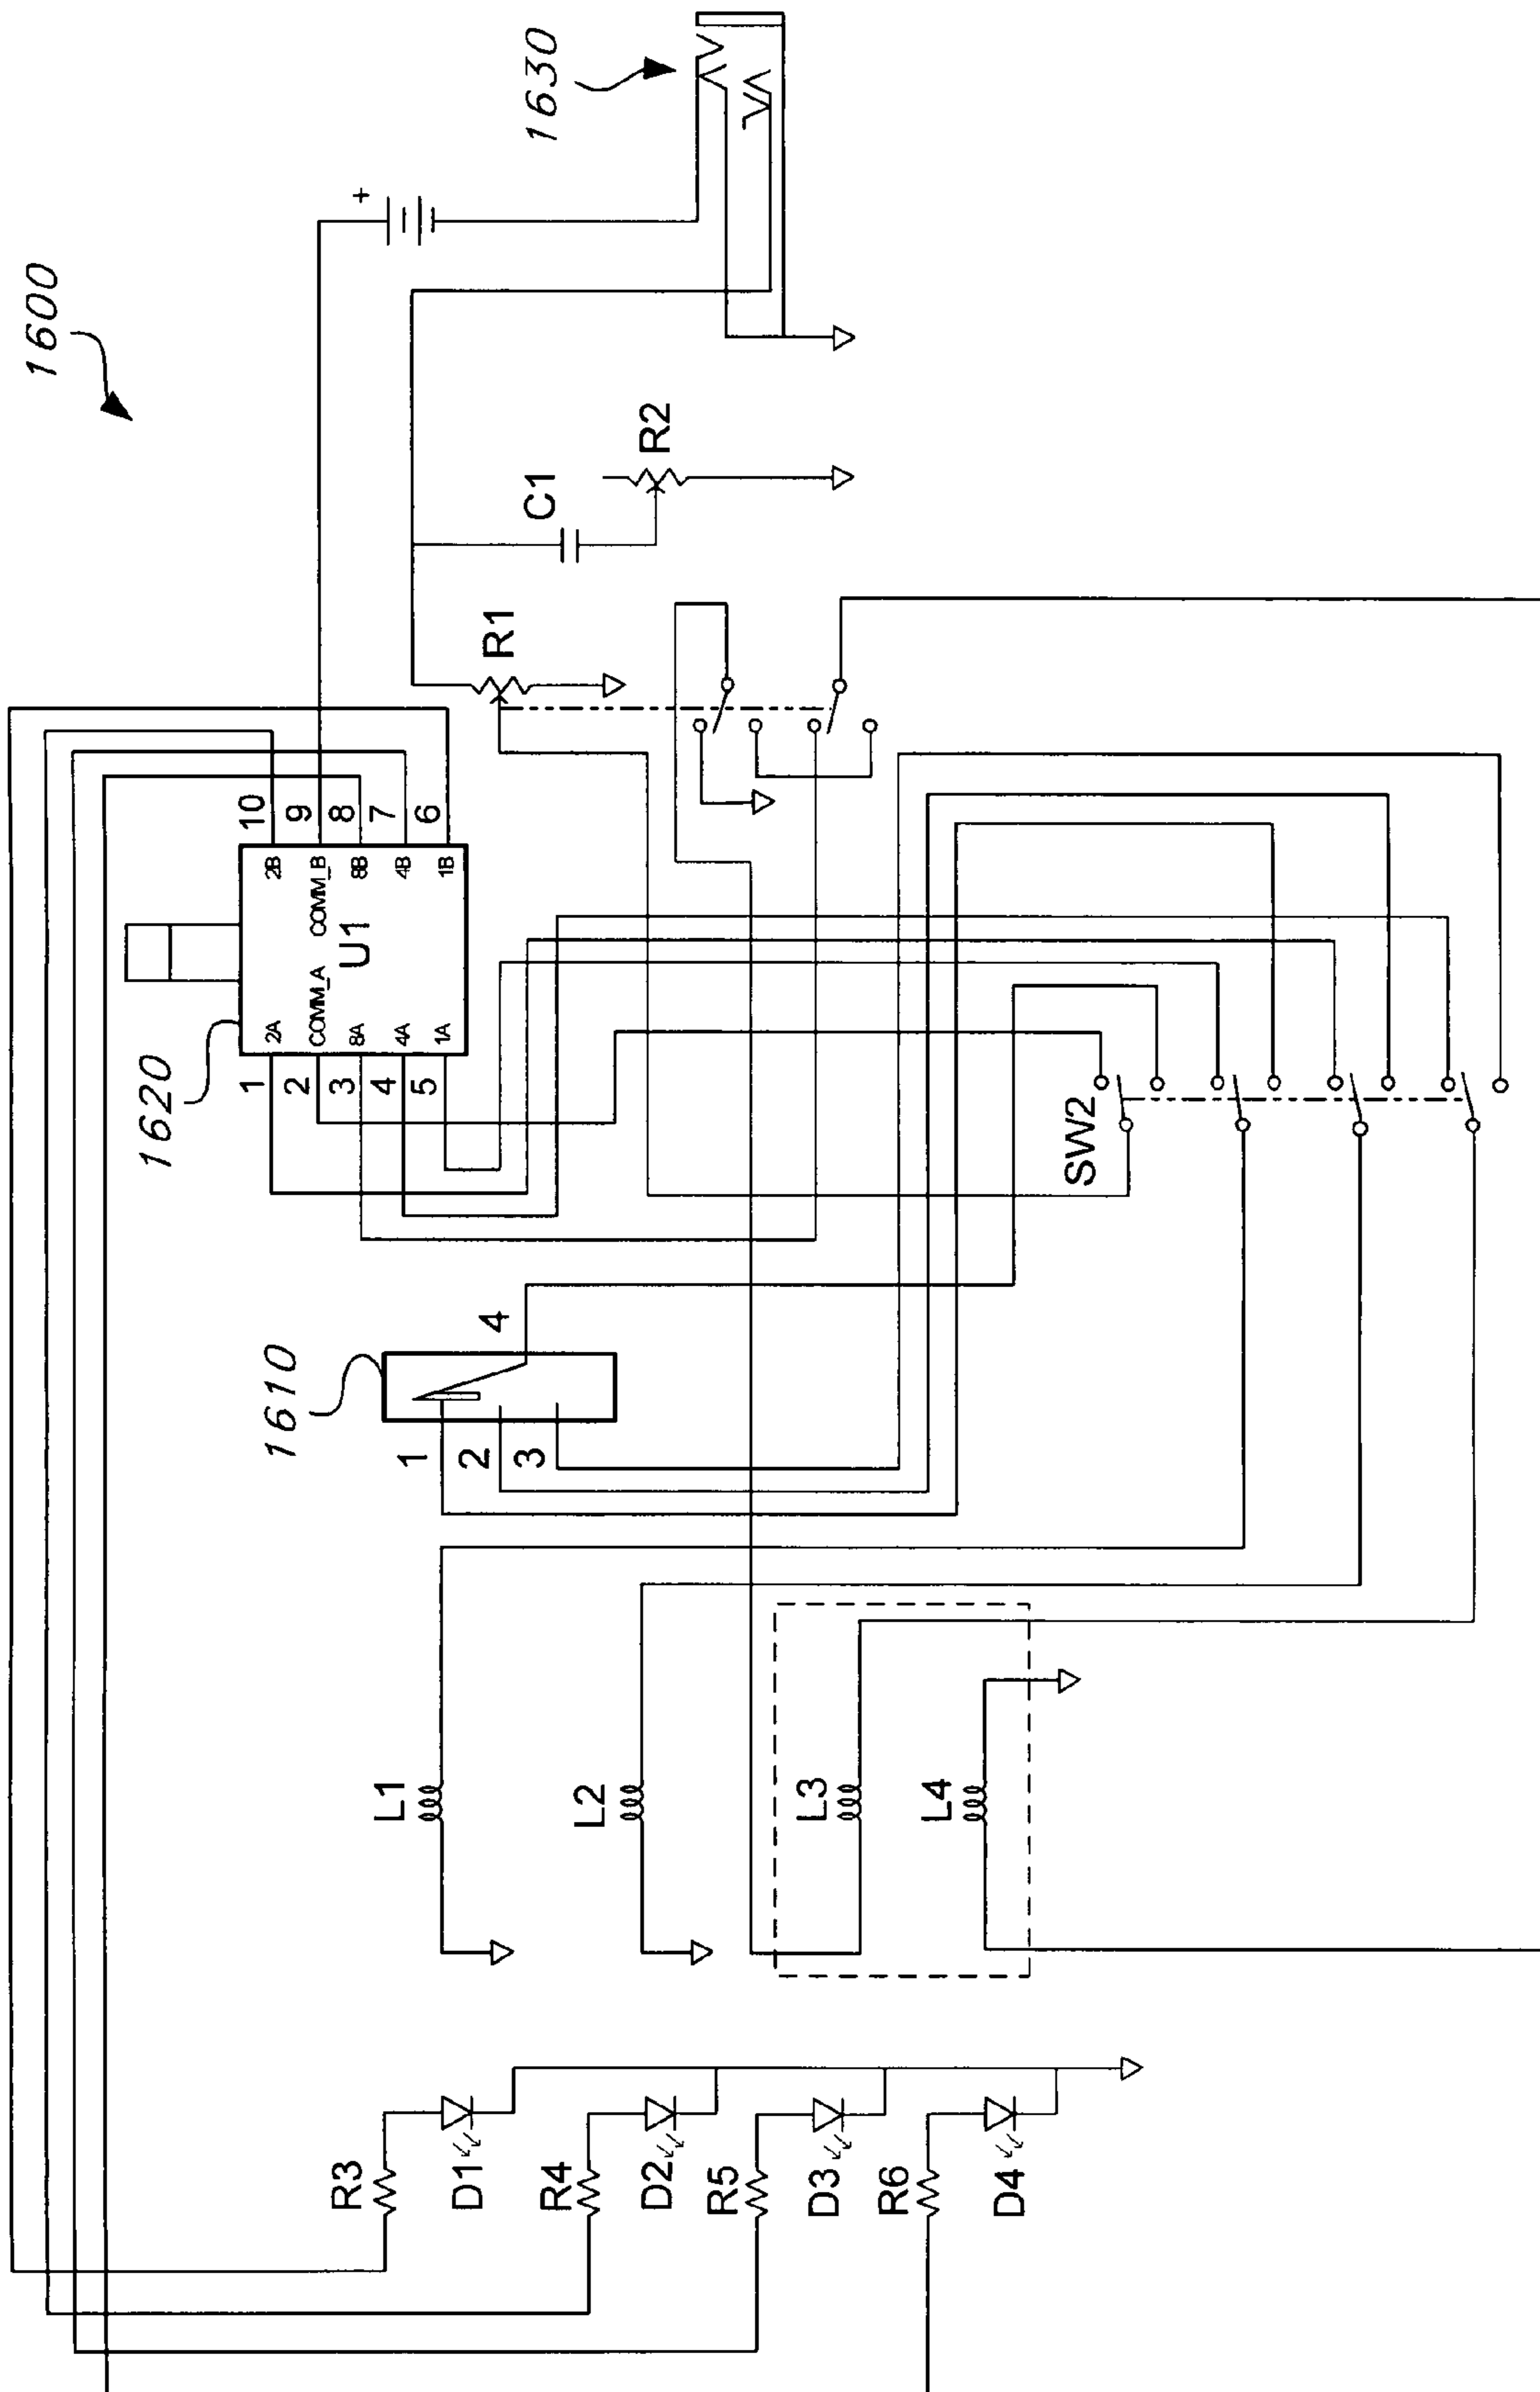 1600
1630
+
1620
10
9
8
7
6
2B
COMM_B
8B
4B
1B
U1
2A
COMM_A
8A
4A
1A
1
2
3
4
5
R1
C1
R2
1610
4
1
2
3
SW2
L1
L2
L3
L4
R3
D1
R4
D2
R5
D3
R6
D4